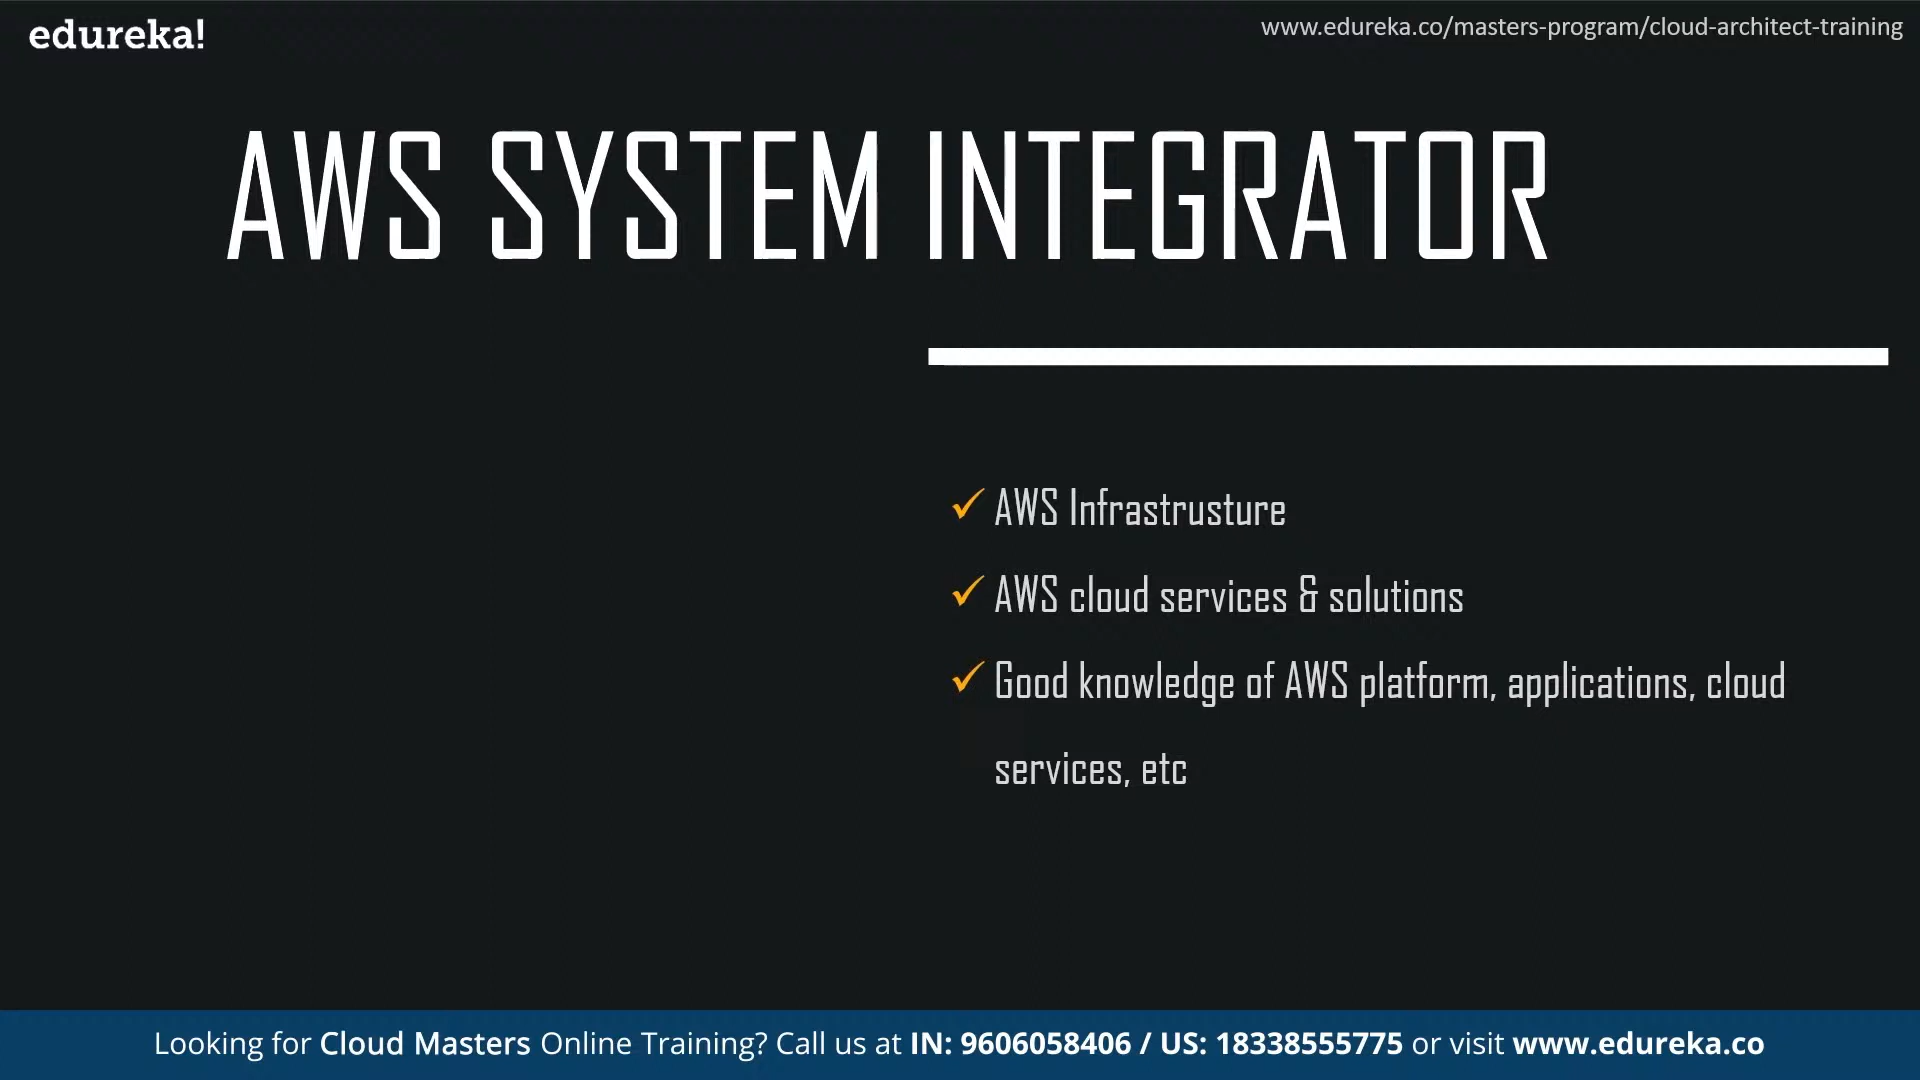 edureka!
www.edureka.co/masters-program/cloud-architect-training
AWS SYSTEM INTEGRATOR
✓ AWS Infrastrusture
✓ AWS cloud services & solutions
✓ Good knowledge of AWS platform, applications, cloud
services, etc
Looking for Cloud Masters Online Training? Call us at IN: 9606058406 / US: 18338555775 or visit www.edureka.co